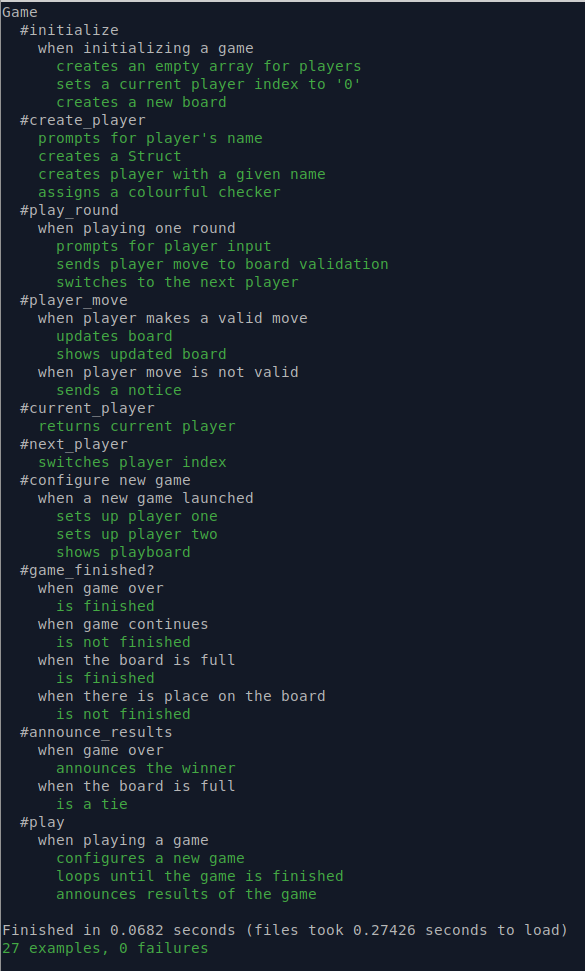 Game
  #initialize
    when initializing a game
      creates an empty array for players
      sets a current player index to '0'
      creates a new board
  #create_player
    prompts for player's name
    creates a Struct
    creates player with a given name
    assigns a colourful checker
  #play_round
    when playing one round
      prompts for player input
      sends player move to board validation
      switches to the next player
  #player_move
    when player makes a valid move
      updates board
      shows updated board
    when player move is not valid
      sends a notice
  #current_player
    returns current player
  #next_player
    switches player index
  #configure new game
    when a new game launched
      sets up player one
      sets up player two
      shows playboard
  #game_finished?
    when game over
      is finished
    when game continues
      is not finished
    when the board is full
      is finished
    when there is place on the board
      is not finished
  #announce_results
    when game over
      announces the winner
    when the board is full
      is a tie
  #play
    when playing a game
      configures a new game
      loops until the game is finished
      announces results of the game

Finished in 0.0682 seconds (files took 0.27426 seconds to load)
27 examples, 0 failures